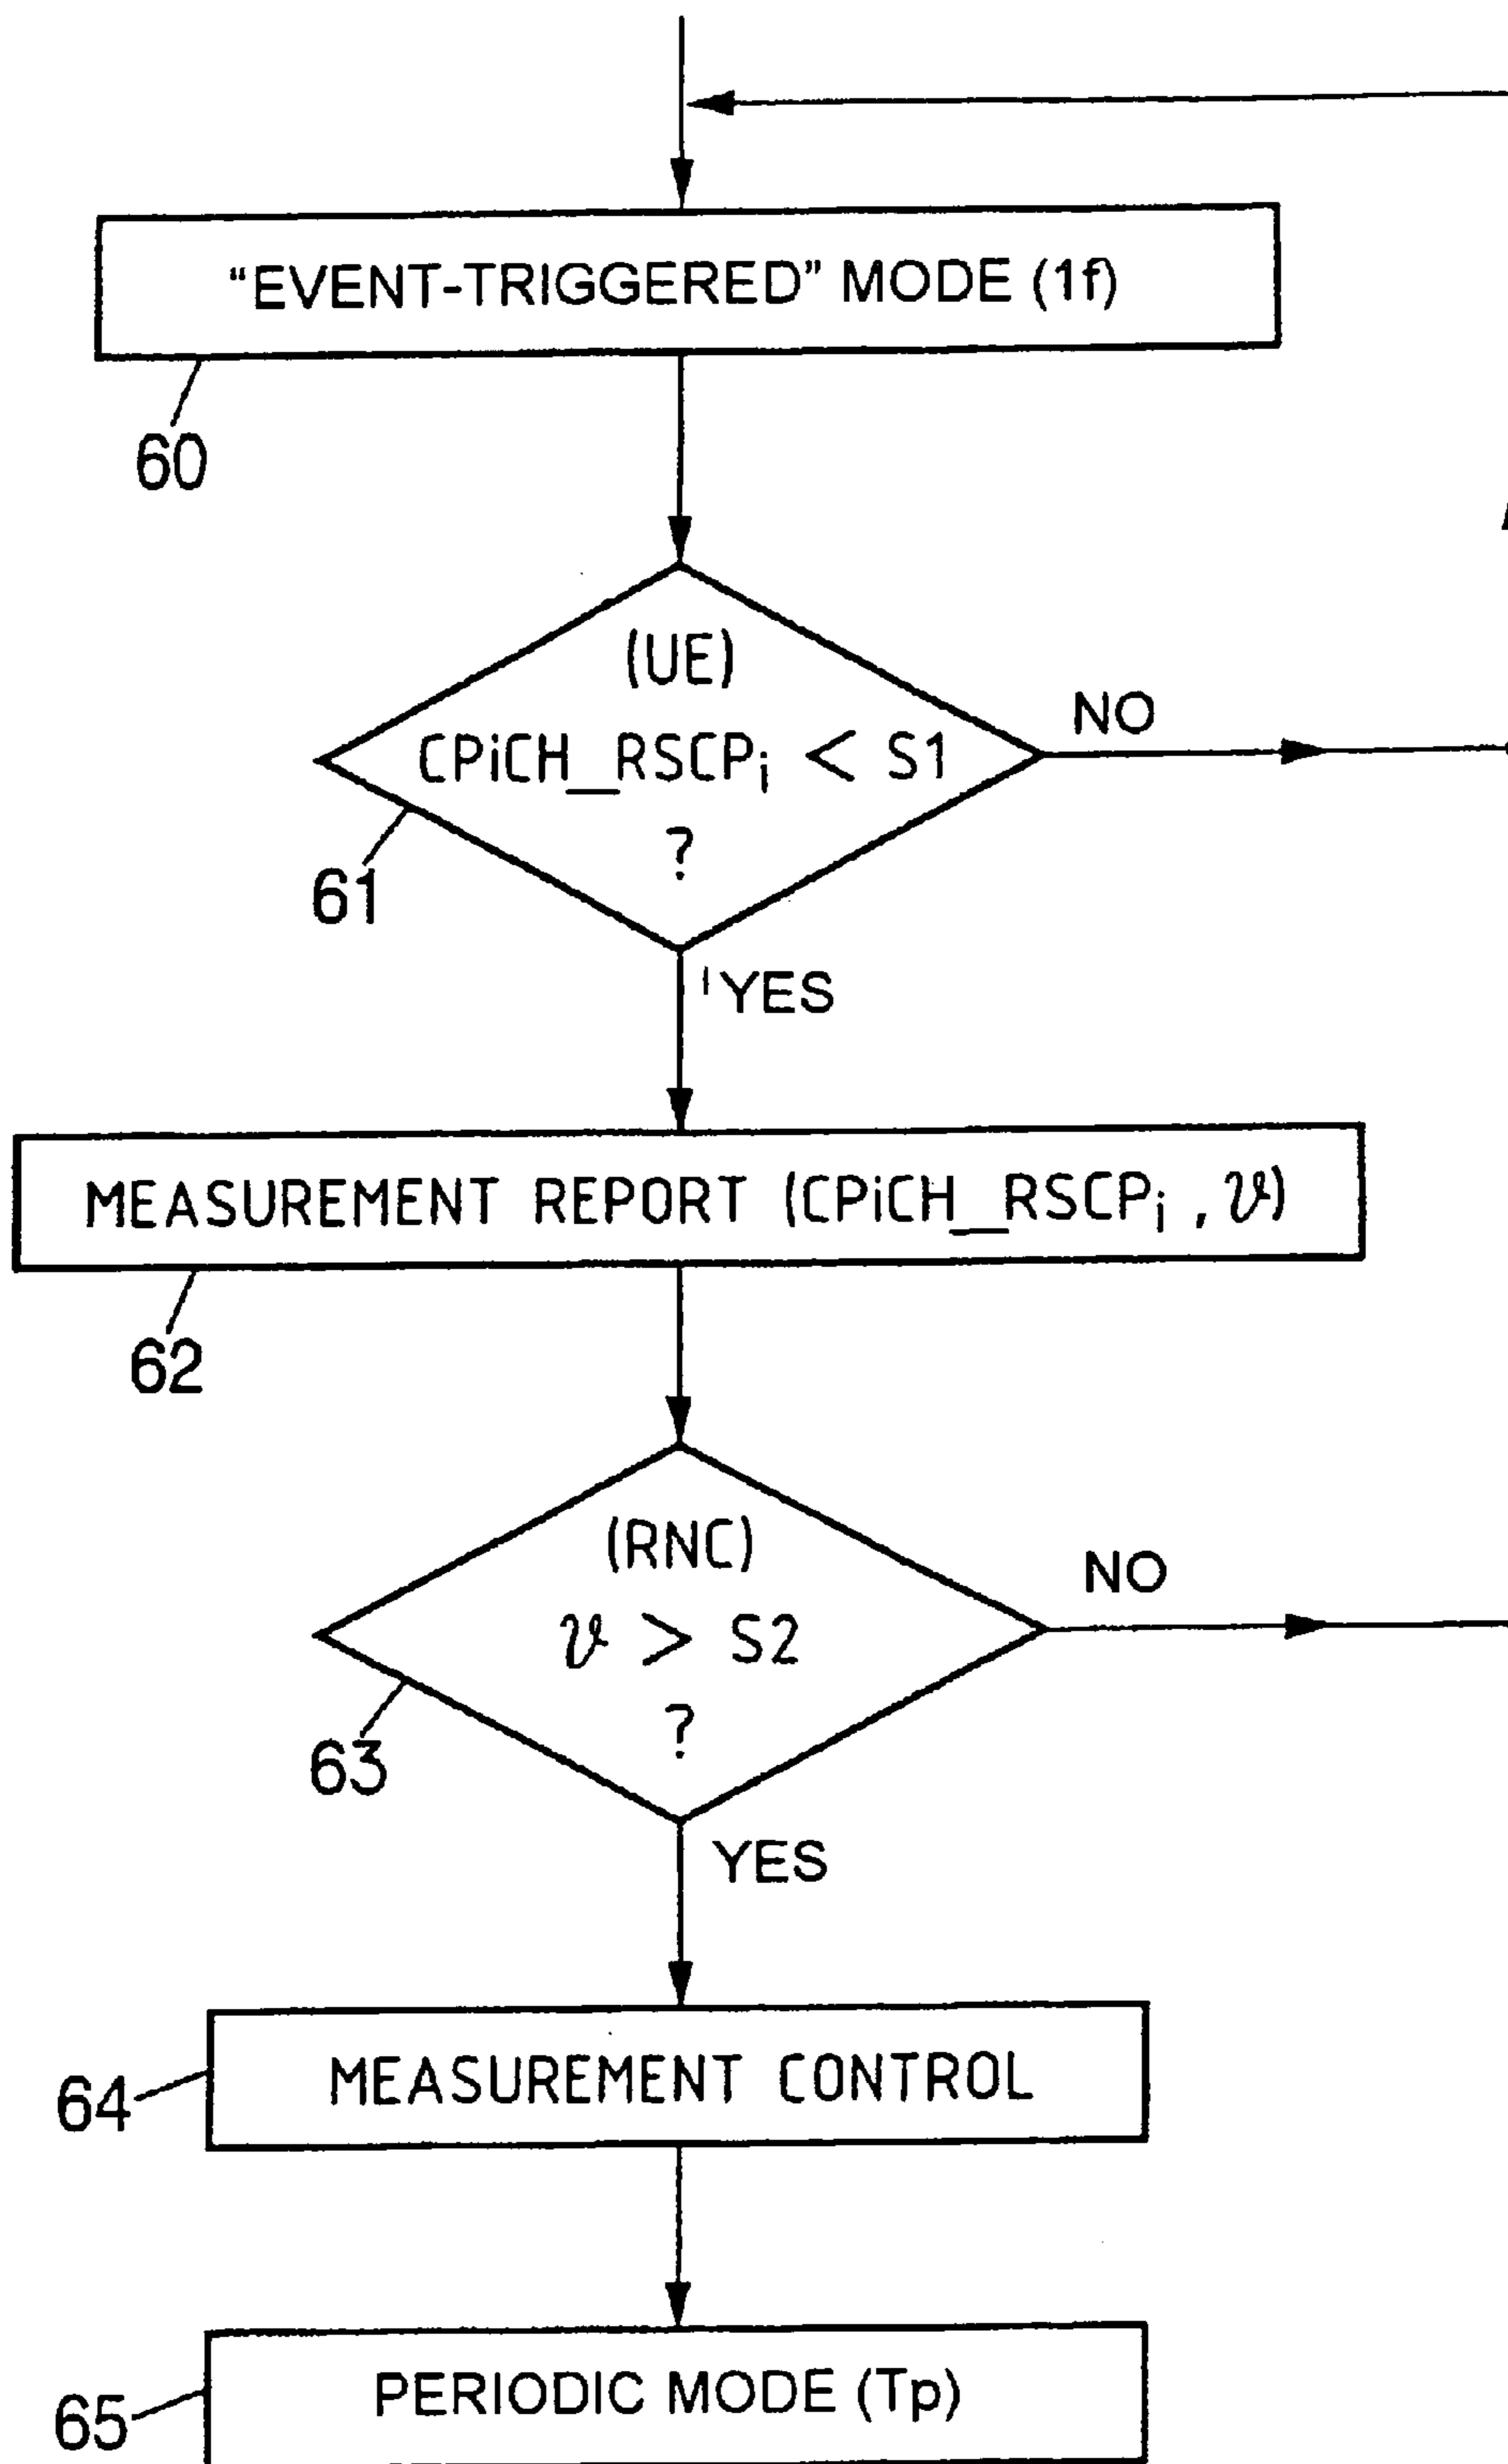 “EVENT-TRIGGERED” MODE (1f)
60
(UE)
CPiCH_RSCPi < S1
?
NO
61
YES
MEASUREMENT REPORT (CPiCH_RSCPi , ϑ)
62
(RNC)
ϑ > S2
?
NO
63
YES
MEASUREMENT CONTROL
64
PERIODIC MODE (Tp)
65